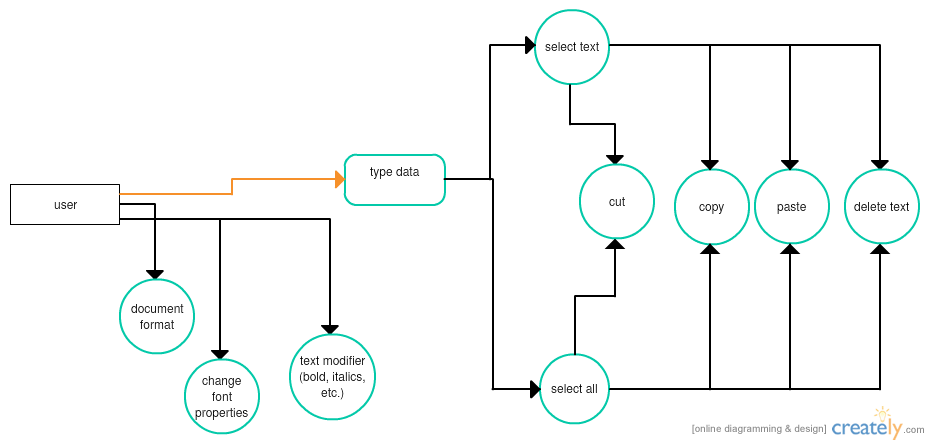 select text
type data
user
cut
copy
paste
delete text
document
format
text modifier
(bold, italics,
etc.)
change
font
properties
select all
[online diagramming & design] creately.com